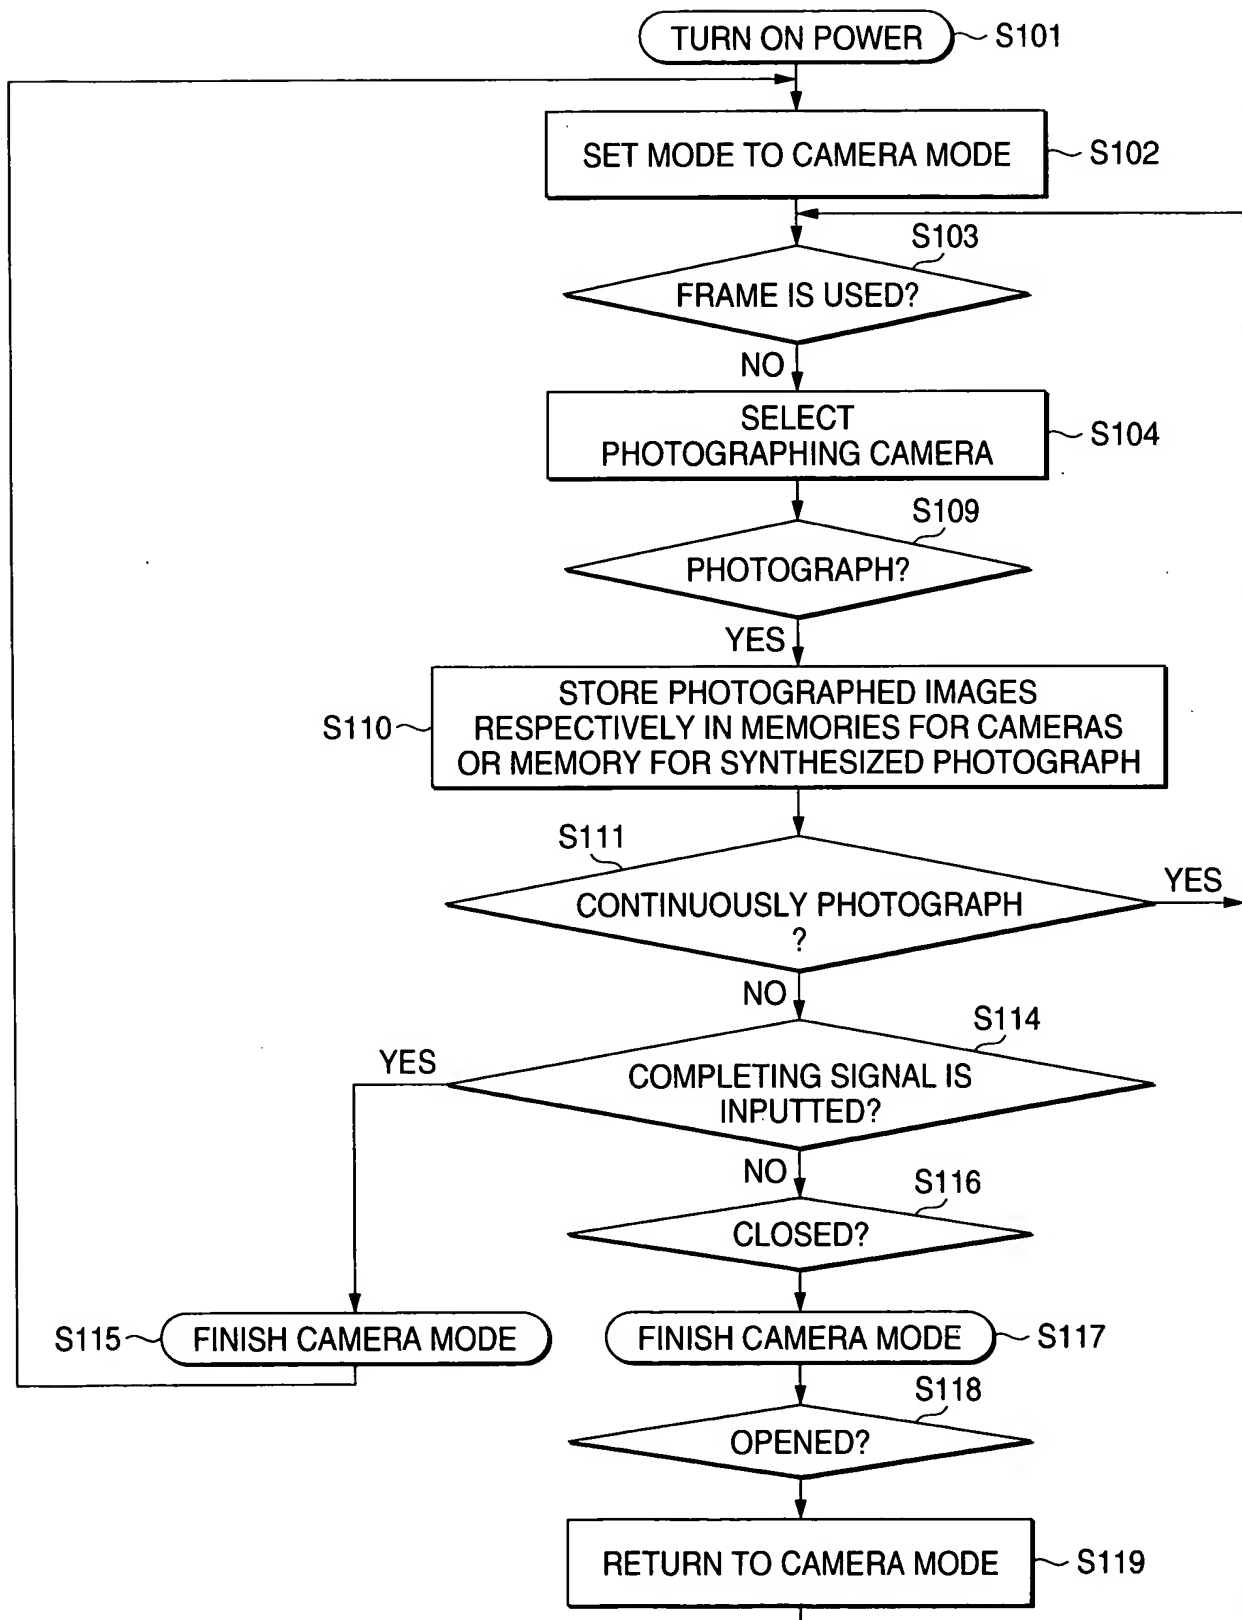 TURN ON POWER
S101
SET MODE TO CAMERA MODE
S102
S103
FRAME IS USED?
NO
SELECT
PHOTOGRAPHING CAMERA
S104
S109
PHOTOGRAPH?
YES
STORE PHOTOGRAPHED IMAGES
RESPECTIVELY IN MEMORIES FOR CAMERAS
OR MEMORY FOR SYNTHESIZED PHOTOGRAPH
S110
S111
CONTINUOUSLY PHOTOGRAPH
?
YES
NO
S114
YES
COMPLETING SIGNAL IS
INPUTTED?
NO
S116
CLOSED?
S115
FINISH CAMERA MODE
FINISH CAMERA MODE
S117
S118
OPENED?
RETURN TO CAMERA MODE
S119